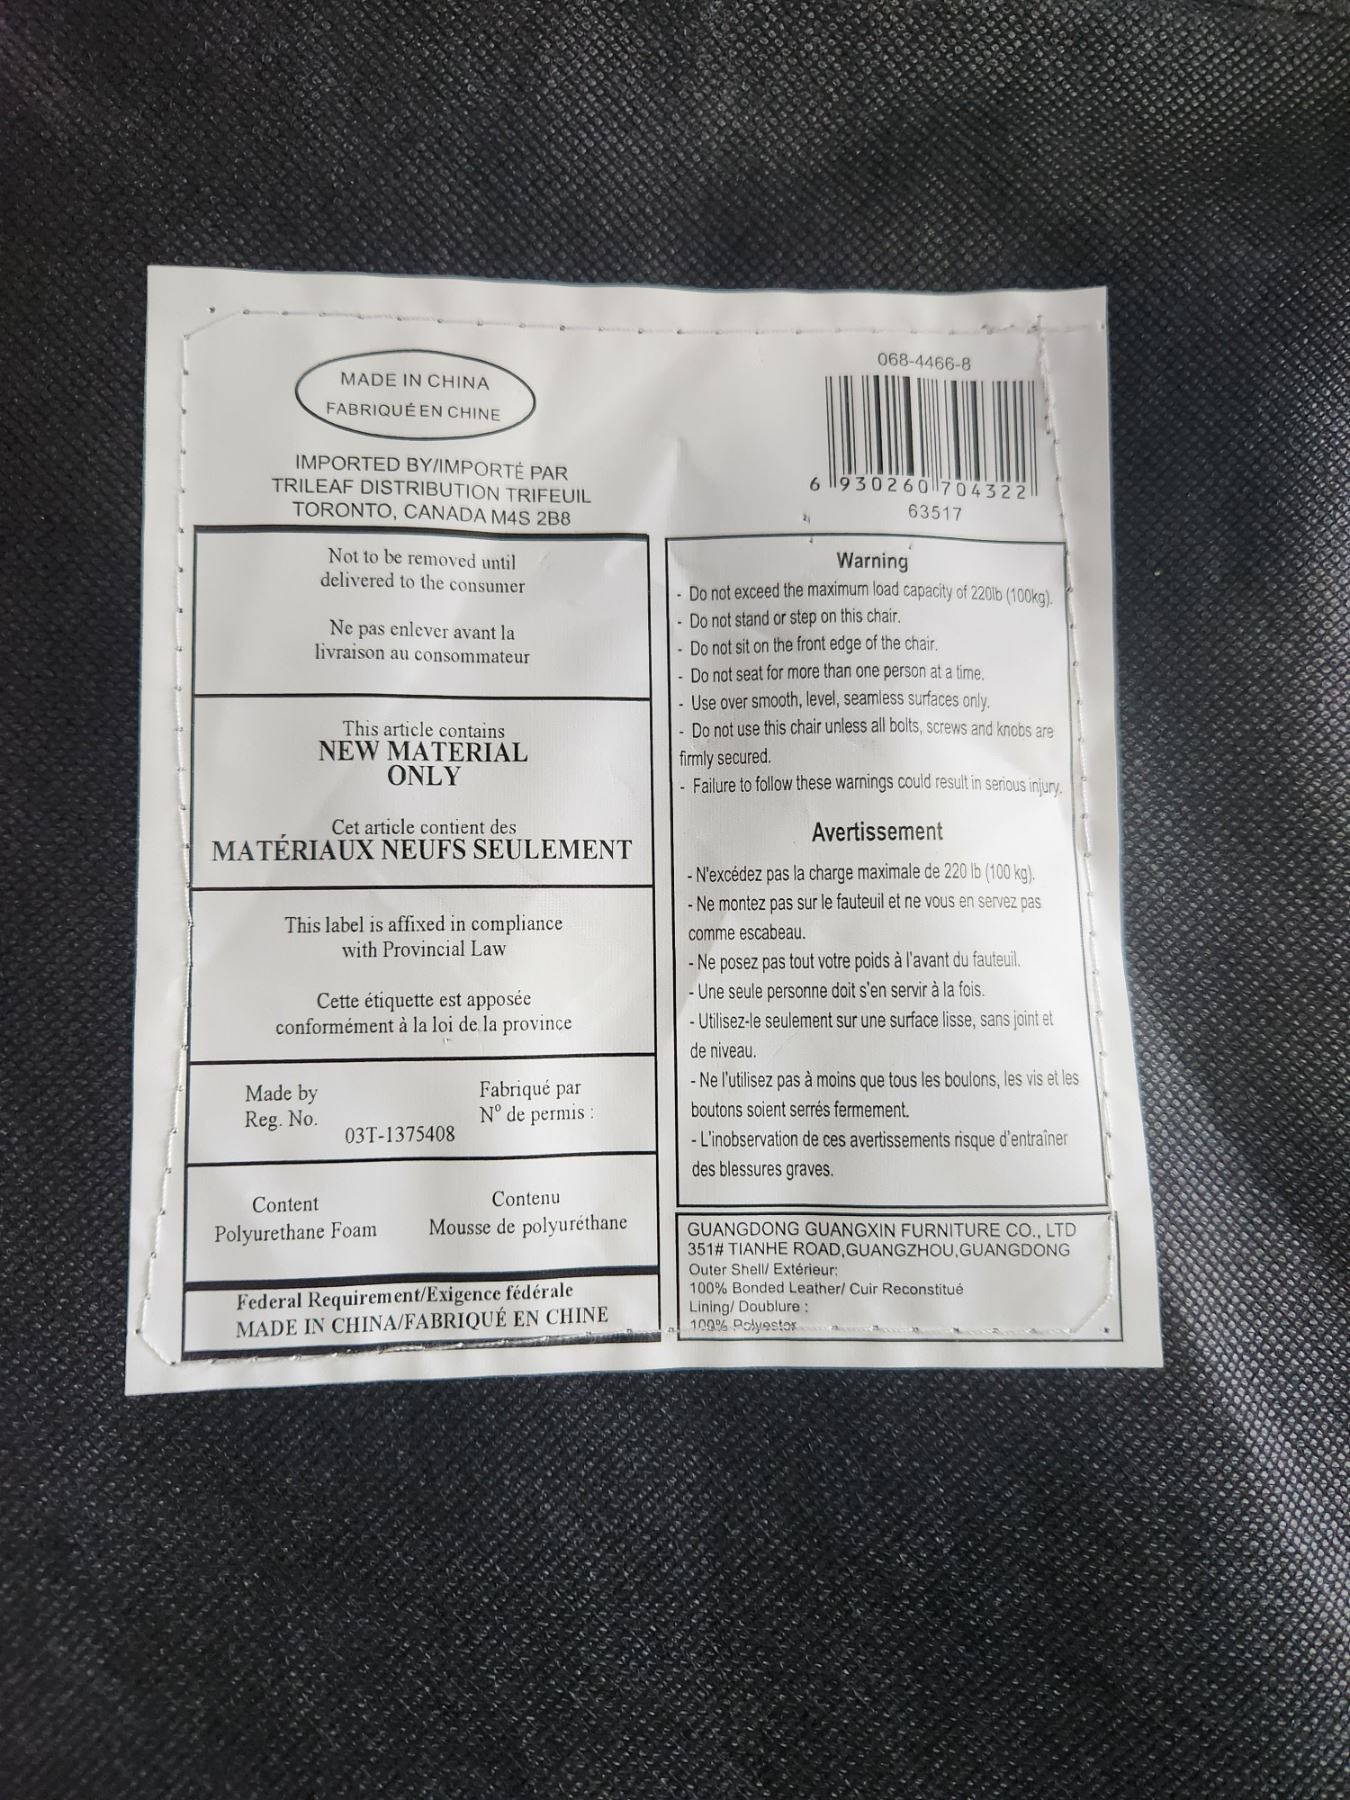 MADE IN CHINA
FABRIQUÉ EN CHINE
IMPORTED BY/IMPORTÉ PAR
TRILEAF DISTRIBUTION TRIFEUIL
TORONTO, CANADA M4S 2B8
068-4466-8
6 930260 704322
63517
Not to be removed until
delivered to the consumer
Ne pas enlever avant la
livraison au consommateur
This article contains
NEW MATERIAL
ONLY
Cet article contient des
MATÉRIAUX NEUFS SEULEMENT
This label is affixed in compliance
with Provincial Law
Cette étiquette est apposée
conformément à la loi de la province
Made by
Reg. No.
Fabriqué par
N° de permis :
03T-1375408
Content
Polyurethane Foam
Contenu
Mousse de polyuréthane
Federal Requirement/Exigence fédérale
MADE IN CHINA/FABRIQUÉ EN CHINE
Warning
- Do not exceed the maximum load capacity of 220lb (100kg).
- Do not stand or step on this chair.
- Do not sit on the front edge of the chair.
- Do not seat for more than one person at a time.
- Use over smooth, level, seamless surfaces only.
- Do not use this chair unless all bolts, screws and knobs are
firmly secured.
- Failure to follow these warnings could result in serious injury.
Avertissement
- N'excédez pas la charge maximale de 220 lb (100 kg).
- Ne montez pas sur le fauteuil et ne vous en servez pas
comme escabeau.
- Ne posez pas tout votre poids à l'avant du fauteuil.
- Une seule personne doit s'en servir à la fois.
- Utilisez-le seulement sur une surface lisse, sans joint et
de niveau.
- Ne l'utilisez pas à moins que tous les boulons, les vis et les
boutons soient serrés fermement.
- L'inobservation de ces avertissements risque d'entraîner
des blessures graves.
GUANGDONG GUANGXIN FURNITURE CO., LTD
351# TIANHE ROAD,GUANGZHOU,GUANGDONG
Outer Shell/ Extérieur:
100% Bonded Leather/ Cuir Reconstitué
Lining/ Doublure :
100% Polyester